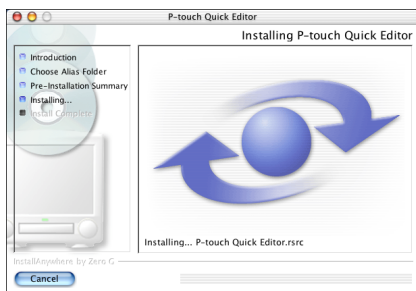 P-touch Quick Editor
Installing P-touch Quick Editor
Introduction
Choose Alias Folder
Pre-Installation Summary
Installing...
Install Complete
Installing... P-touch Quick Editor.rsrc
InstallAnywhere by Zero G
Cancel